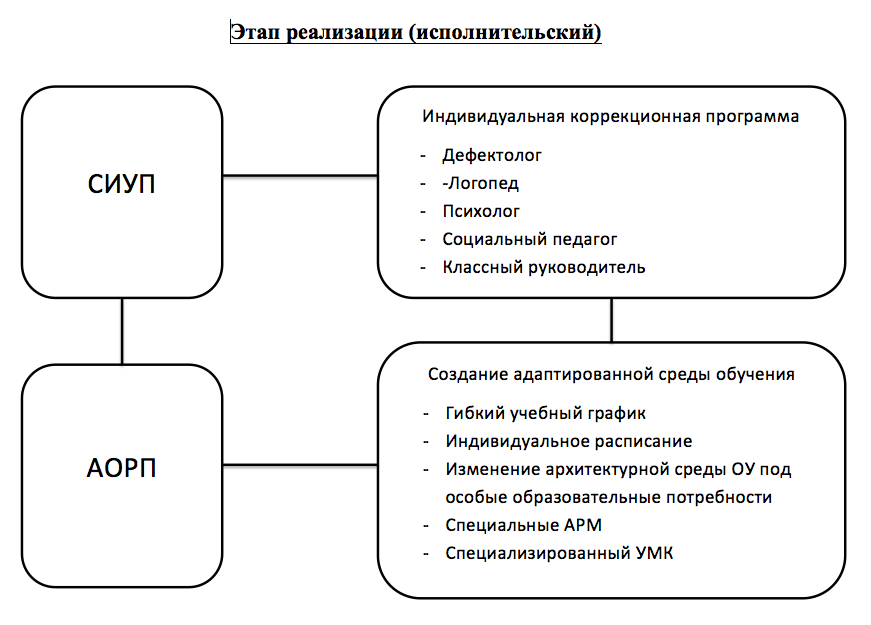 Этап реализации (исполнительский)
СИУП
Индивидуальная коррекционная программа
- Дефектолог
- -Логопед
- Психолог
- Социальный педагог
- Классный руководитель
АОРП
Создание адаптированной среды обучения
- Гибкий учебный график
- Индивидуальное расписание
- Изменение архитектурной среды ОУ под
особые образовательные потребности
- Специальные АРМ
- Специализированный УМК